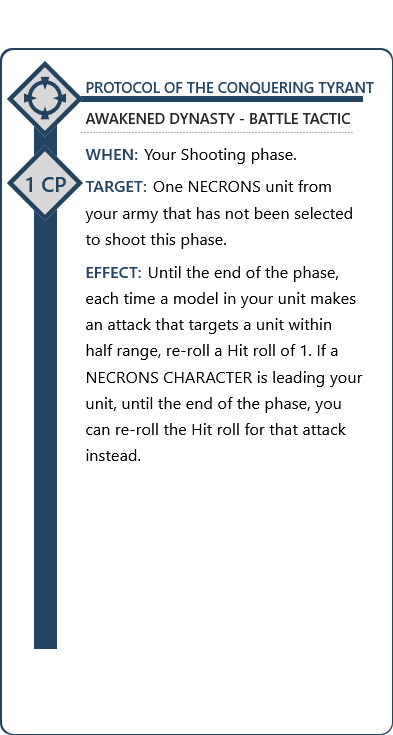 PROTOCOL OF THE CONQUERING TYRANT
AWAKENED DYNASTY - BATTLE TACTIC
WHEN: Your Shooting phase.
1 CP
TARGET: One NECRONS unit from
your army that has not been selected
to shoot this phase.
EFFECT: Until the end of the phase,
each time a model in your unit makes
an attack that targets a unit within
half range, re-roll a Hit roll of 1. If a
NECRONS CHARACTER is leading your
unit, until the end of the phase, you
can re-roll the Hit roll for that attack
instead.